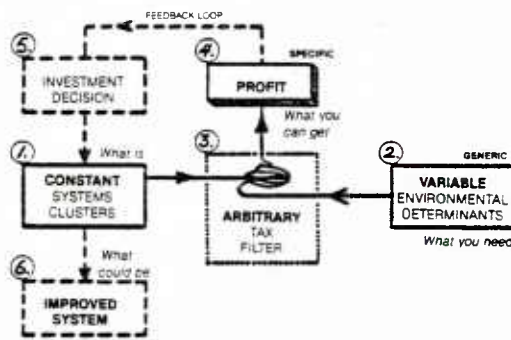 FEEDBACK LOOP
5.
INVESTMENT
DECISION
4.
SPECIFIC
PROFIT
What you
can get
1.
What is
CONSTANT
SYSTEMS
CLUSTERS
3.
ARBITRARY
TAX
FILTER
2.
GENERIC
VARIABLE
ENVIRONMENTAL
DETERMINANTS
What you need
What
could be
6.
IMPROVED
SYSTEM